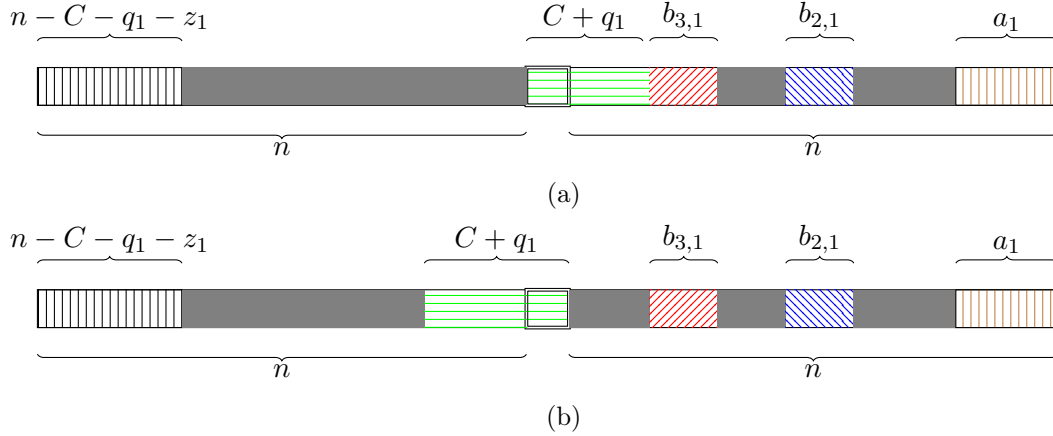 n − C − q₁ − z₁ C + q₁ b₃,₁ b₂,₁ a₁
n n
(a)
n − C − q₁ − z₁ C + q₁ b₃,₁ b₂,₁ a₁
n n
(b)